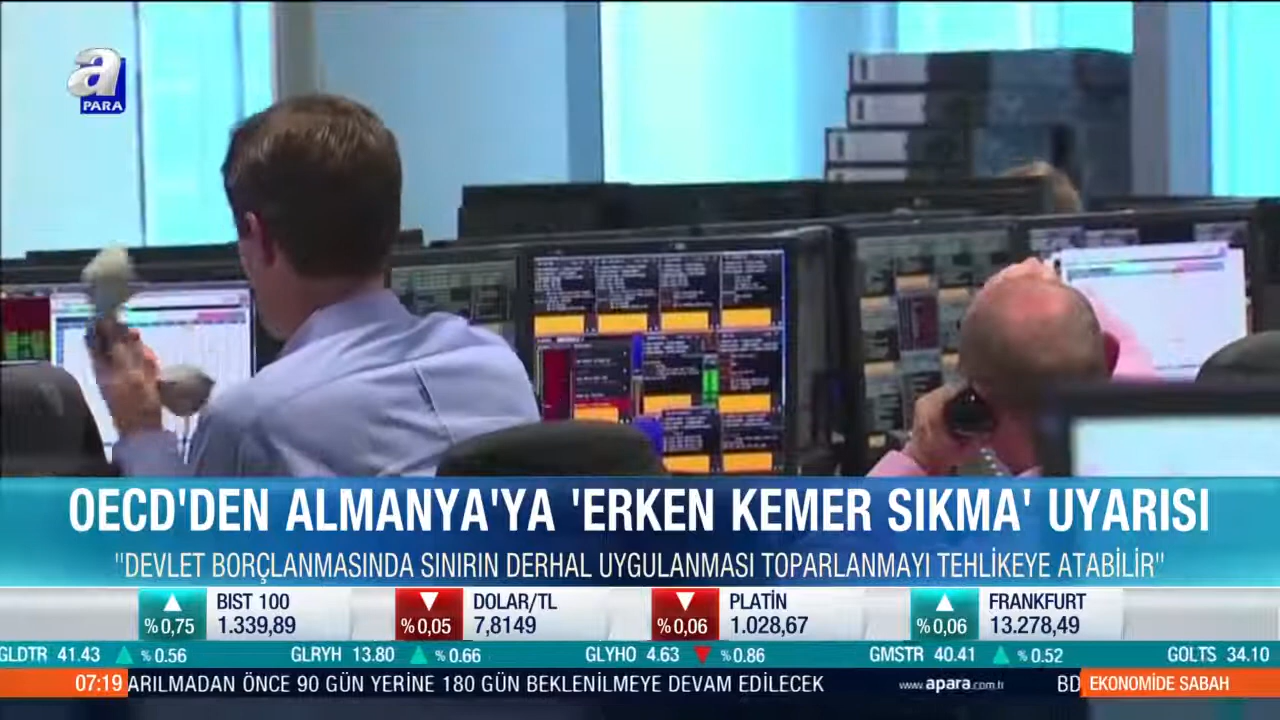 a
PARA
OECD'DEN ALMANYA'YA 'ERKEN KEMER SIKMA' UYARISI
"DEVLET BORÇLANMASINDA SINIRIN DERHAL UYGULANMASI TOPARLANMAYI TEHLİKEYE ATABİLİR"
% 0,75 BIST 100 1.339,89
% 0,05 DOLAR/TL 7,8149
% 0,06 PLATİN 1.028,67
% 0,06 FRANKFURT 13.278,49
GLDTR 41.43 % 0.56 GLRYH 13.80 % 0.66 GLYHO 4.63 % 0.86 GMSTR 40.41 % 0.52 GOLTS 34.10
07:19 ARILMADAN ÖNCE 90 GÜN YERİNE 180 GÜN BEKLENİLMEYE DEVAM EDİLECEK www.apara.com.tr BD EKONOMİDE SABAH